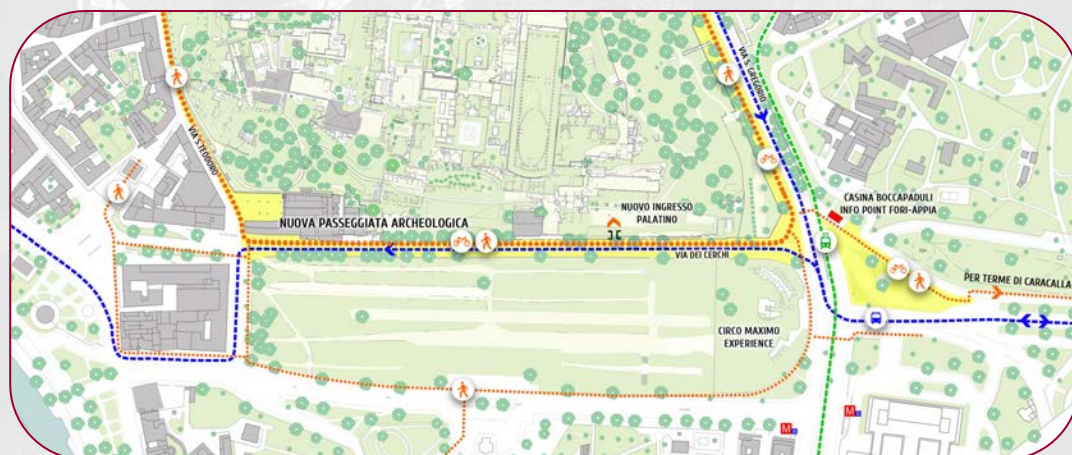 VIA S. GREGORIO
VIA S.TEODORO
CASINA BOCCAPADULI
INFO POINT FORI-APPIA
NUOVO INGRESSO
PALATINO
NUOVA PASSEGGIATA ARCHEOLOGICA
VIA DEI CERCHI
PER TERME DI CARACALLA
CIRCO MAXIMO
EXPERIENCE
M
M